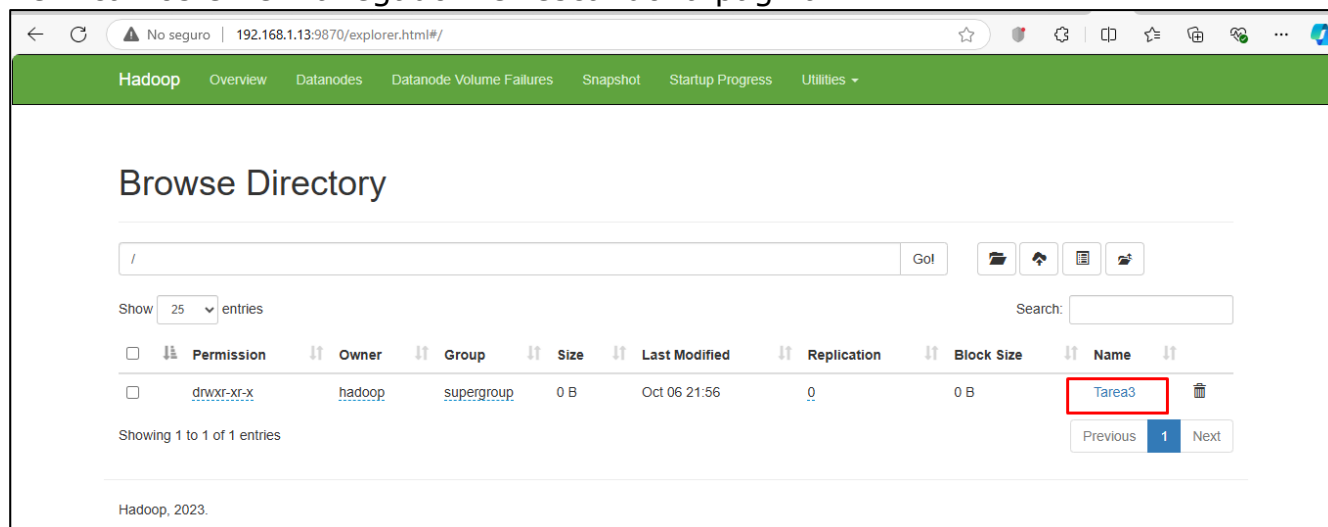 No seguro | 192.168.1.13:9870/explorer.html#/
Hadoop Overview Datanodes Datanode Volume Failures Snapshot Startup Progress Utilities
Browse Directory
/ Go!
Show 25 entries Search:
Permission Owner Group Size Last Modified Replication Block Size Name
drwxr-xr-x hadoop supergroup 0 B Oct 06 21:56 0 0 B Tarea3
Showing 1 to 1 of 1 entries Previous 1 Next
Hadoop, 2023.